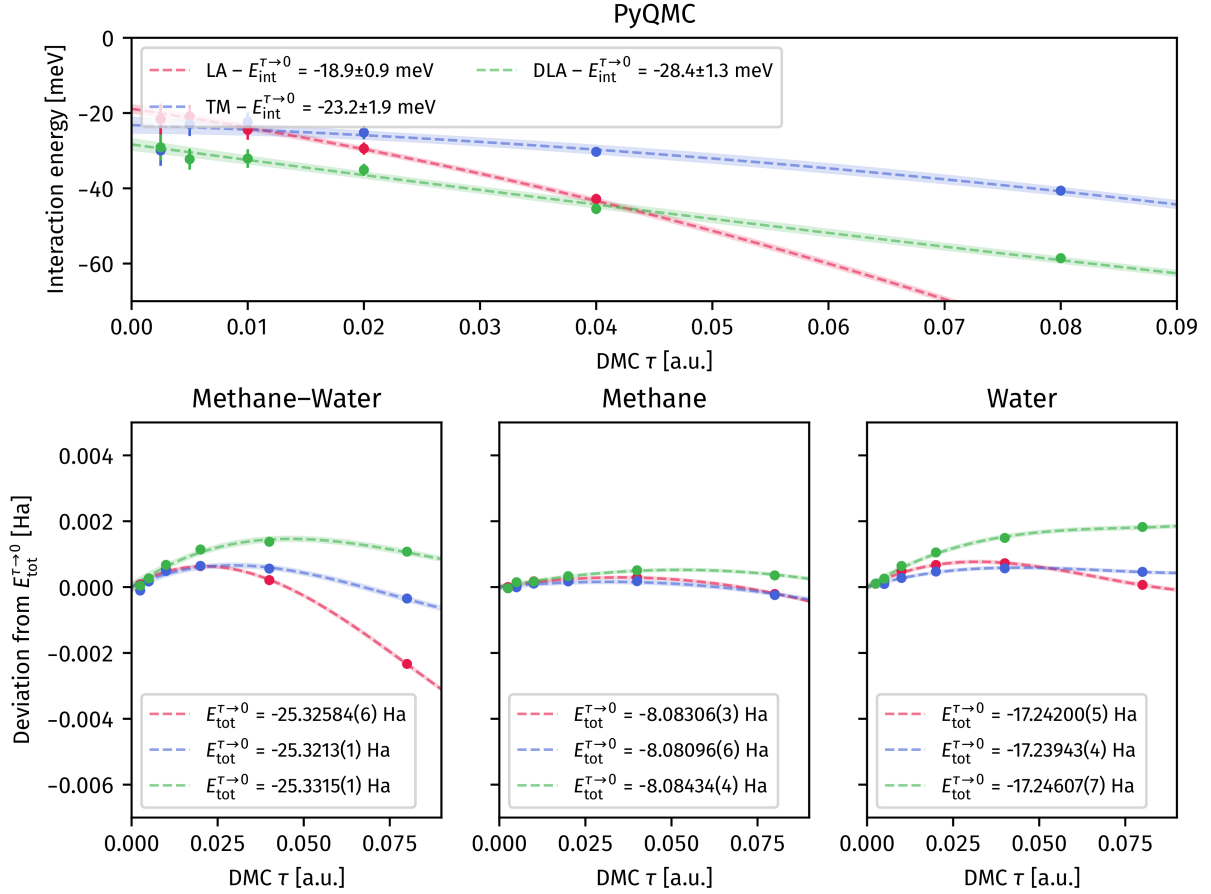 PyQMC
Interaction energy [meV]
0
−20
−40
−60
LA – E_int^τ→0 = -18.9±0.9 meV
DLA – E_int^τ→0 = -28.4±1.3 meV
TM – E_int^τ→0 = -23.2±1.9 meV
0.00 0.01 0.02 0.03 0.04 0.05 0.06 0.07 0.08 0.09
DMC τ [a.u.]
Methane–Water
Methane
Water
Deviation from E_tot^τ→0 [Ha]
0.004
0.002
0.000
−0.002
−0.004
−0.006
E_tot^τ→0 = -25.32584(6) Ha
E_tot^τ→0 = -25.3213(1) Ha
E_tot^τ→0 = -25.3315(1) Ha
0.000 0.025 0.050 0.075
DMC τ [a.u.]
E_tot^τ→0 = -8.08306(3) Ha
E_tot^τ→0 = -8.08096(6) Ha
E_tot^τ→0 = -8.08434(4) Ha
0.000 0.025 0.050 0.075
DMC τ [a.u.]
E_tot^τ→0 = -17.24200(5) Ha
E_tot^τ→0 = -17.23943(4) Ha
E_tot^τ→0 = -17.24607(7) Ha
0.000 0.025 0.050 0.075
DMC τ [a.u.]